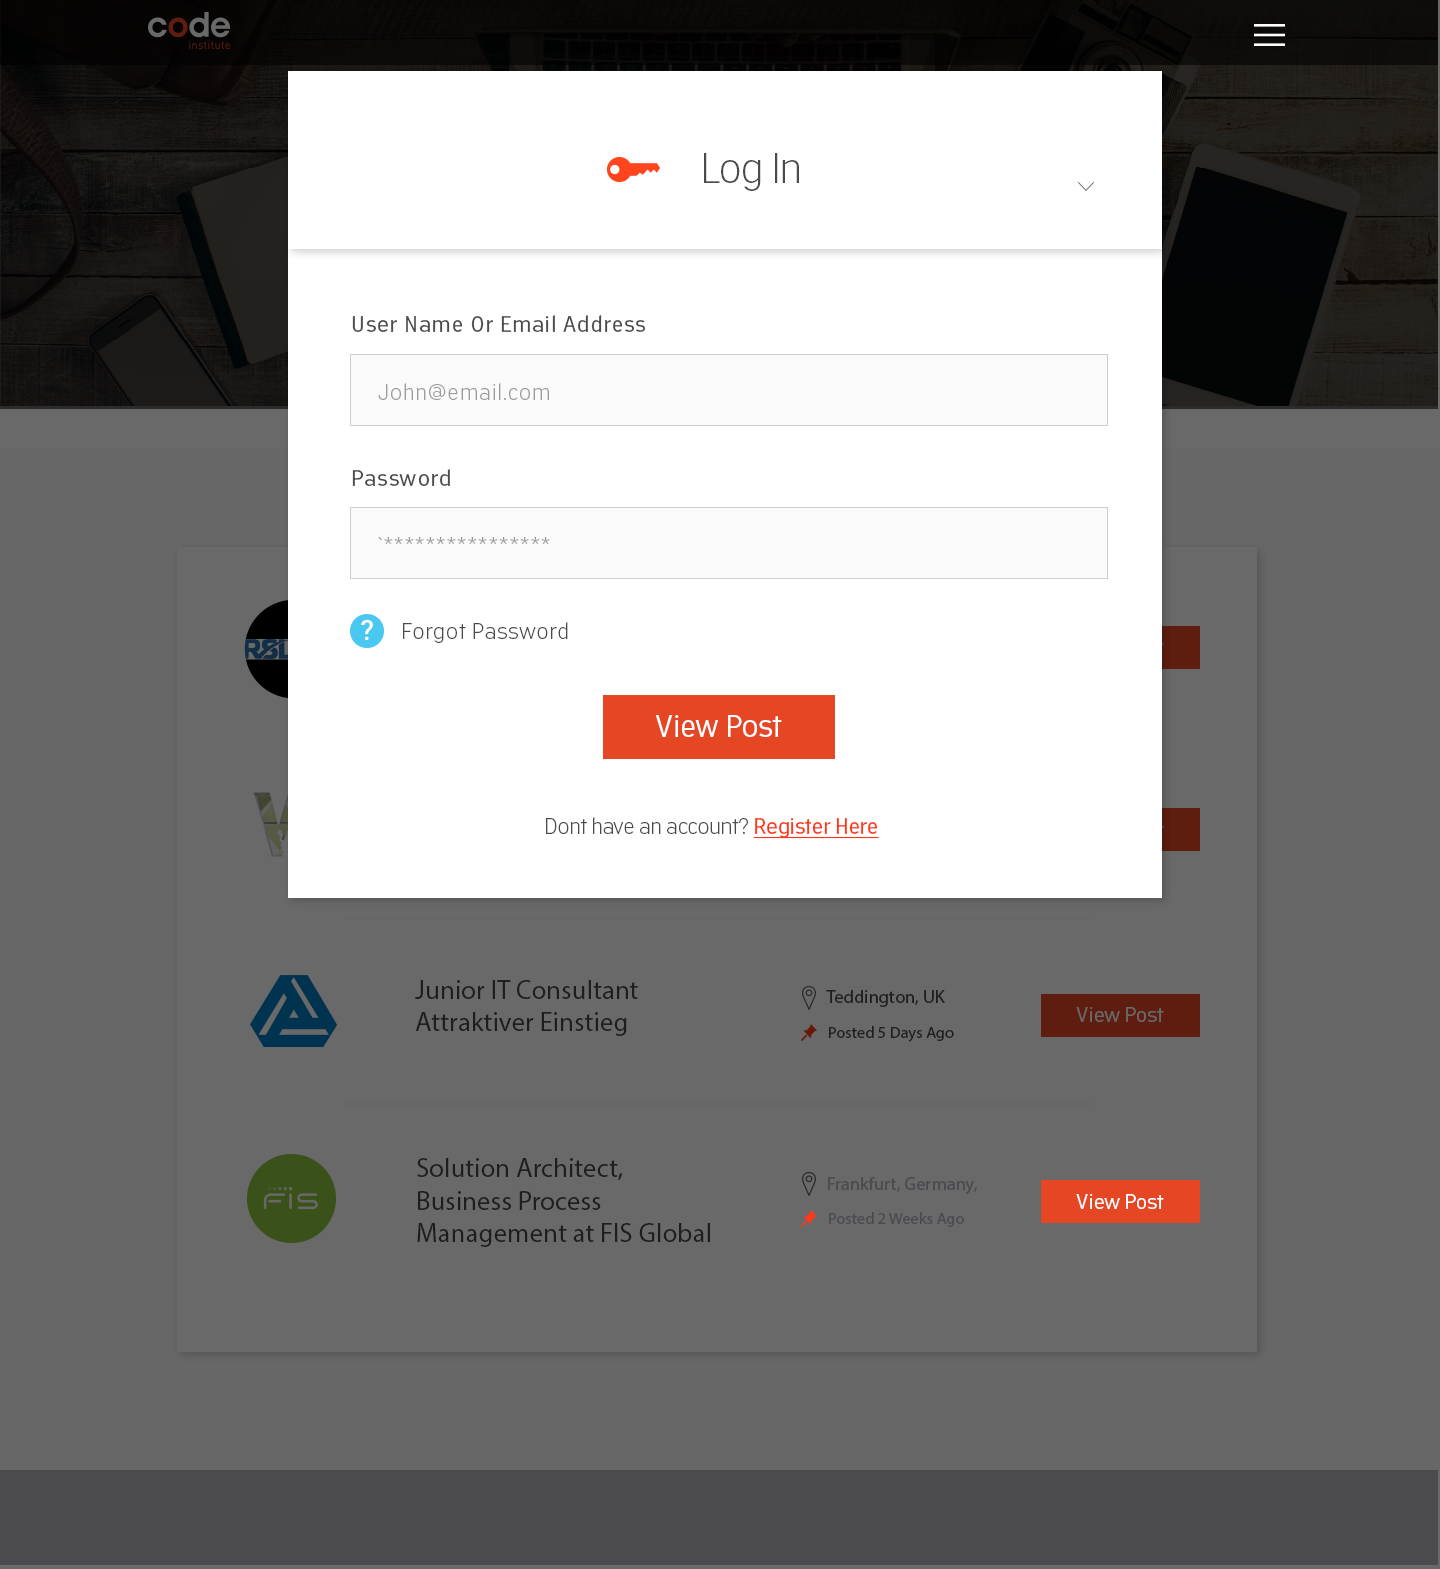 code
institute
Log In
User Name Or Email Address
John@email.com
Password
`****************
? Forgot Password
View Post
Dont have an account? Register Here
Junior IT Consultant
Attraktiver Einstieg
Teddington, UK
Posted 5 Days Ago
View Post
FIS
Solution Architect,
Business Process
Management at FIS Global
Frankfurt, Germany,
Posted 2 Weeks Ago
View Post